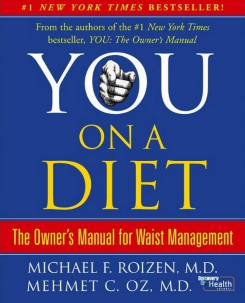 #1 NEW YORK TIMES BESTSELLER!
From the authors of the #1 New York Times
bestseller, YOU: The Owner's Manual
YOU
ON A
DIET
The Owner's Manual for Waist Management
MICHAEL F. ROIZEN, M.D.
MEHMET C. OZ, M.D.
Discovery
Health